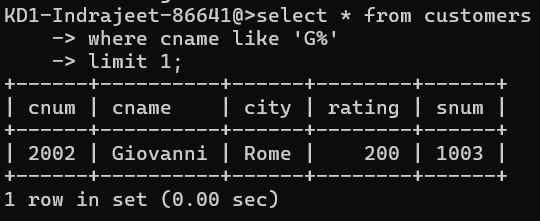 KD1-Indrajeet-86641@>select * from customers
    -> where cname like 'G%'
    -> limit 1;
+------+----------+------+--------+------+
| cnum | cname    | city | rating | snum |
+------+----------+------+--------+------+
| 2002 | Giovanni | Rome |    200 | 1003 |
+------+----------+------+--------+------+
1 row in set (0.00 sec)